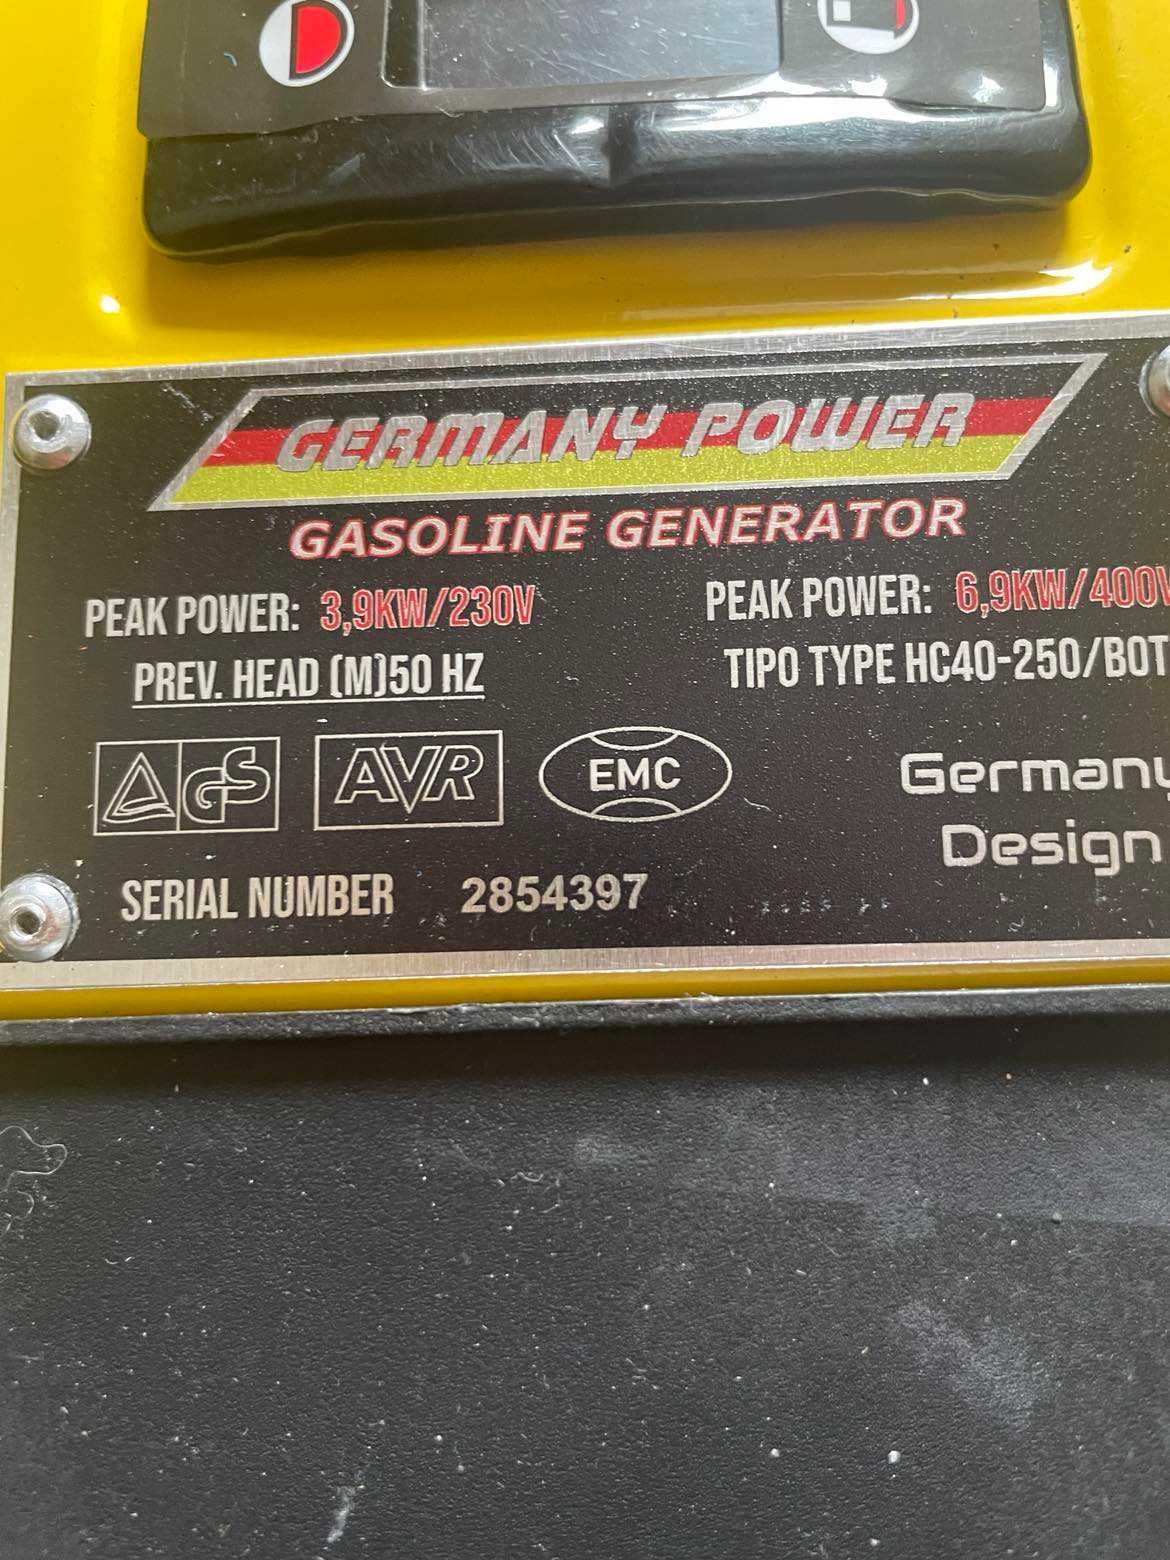 GERMANY POWER
GASOLINE GENERATOR
PEAK POWER: 3,9KW/230V
PEAK POWER: 6,9KW/400V
PREV. HEAD (M)50 HZ
TIPO TYPE HC40-250/BOT
GS
AVR
EMC
Germany
Design
SERIAL NUMBER 2854397